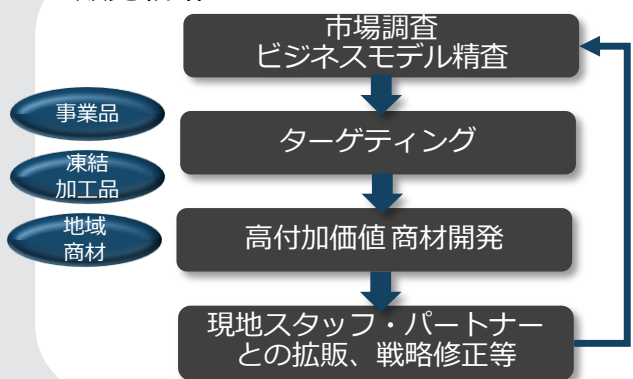 市場調査
ビジネスモデル精査
事業品
ターゲティング
凍結
加工品
地域
商材
高付加価値 商材開発
現地スタッフ・パートナー
との拡販、戦略修正等